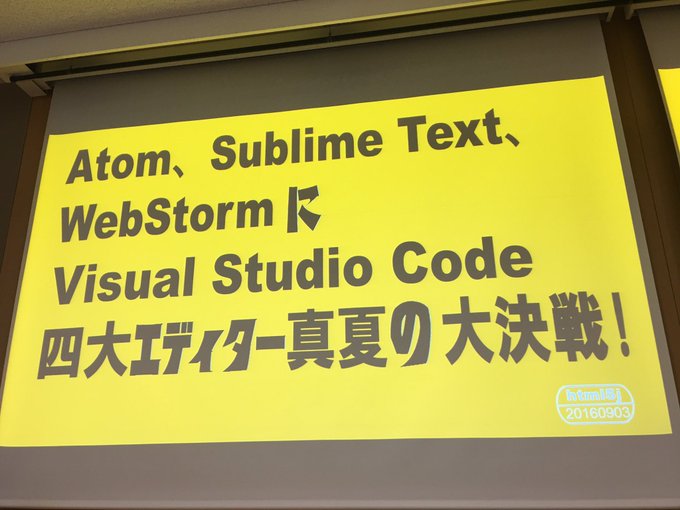 Atom、Sublime Text、
WebStormに
Visual Studio Code
四大エディター真夏の大決戦！
html5j
20160903